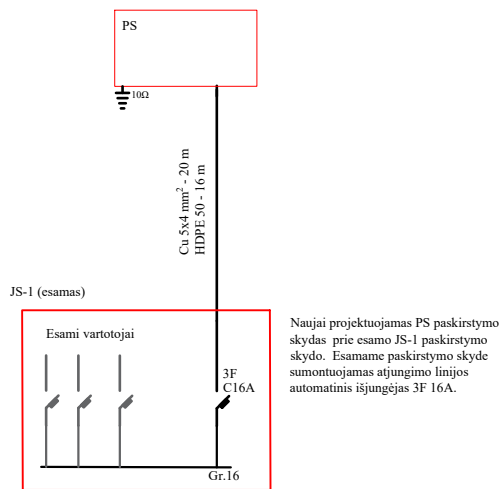 PS
10Ω
Cu 5x4 mm² - 20 m
HDPE 50 - 16 m
JS-1 (esamas)
Esami vartotojai
3F
C16A
Gr.16
Naujai projektuojamas PS paskirstymo
skydas prie esamo JS-1 paskirstymo
skydo. Esamame paskirstymo skyde
sumontuojamas atjungimo linijos
automatinis išjungėjas 3F 16A.